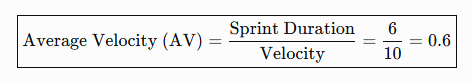 Average Velocity (AV) = Sprint Duration / Velocity = 6 / 10 = 0.6